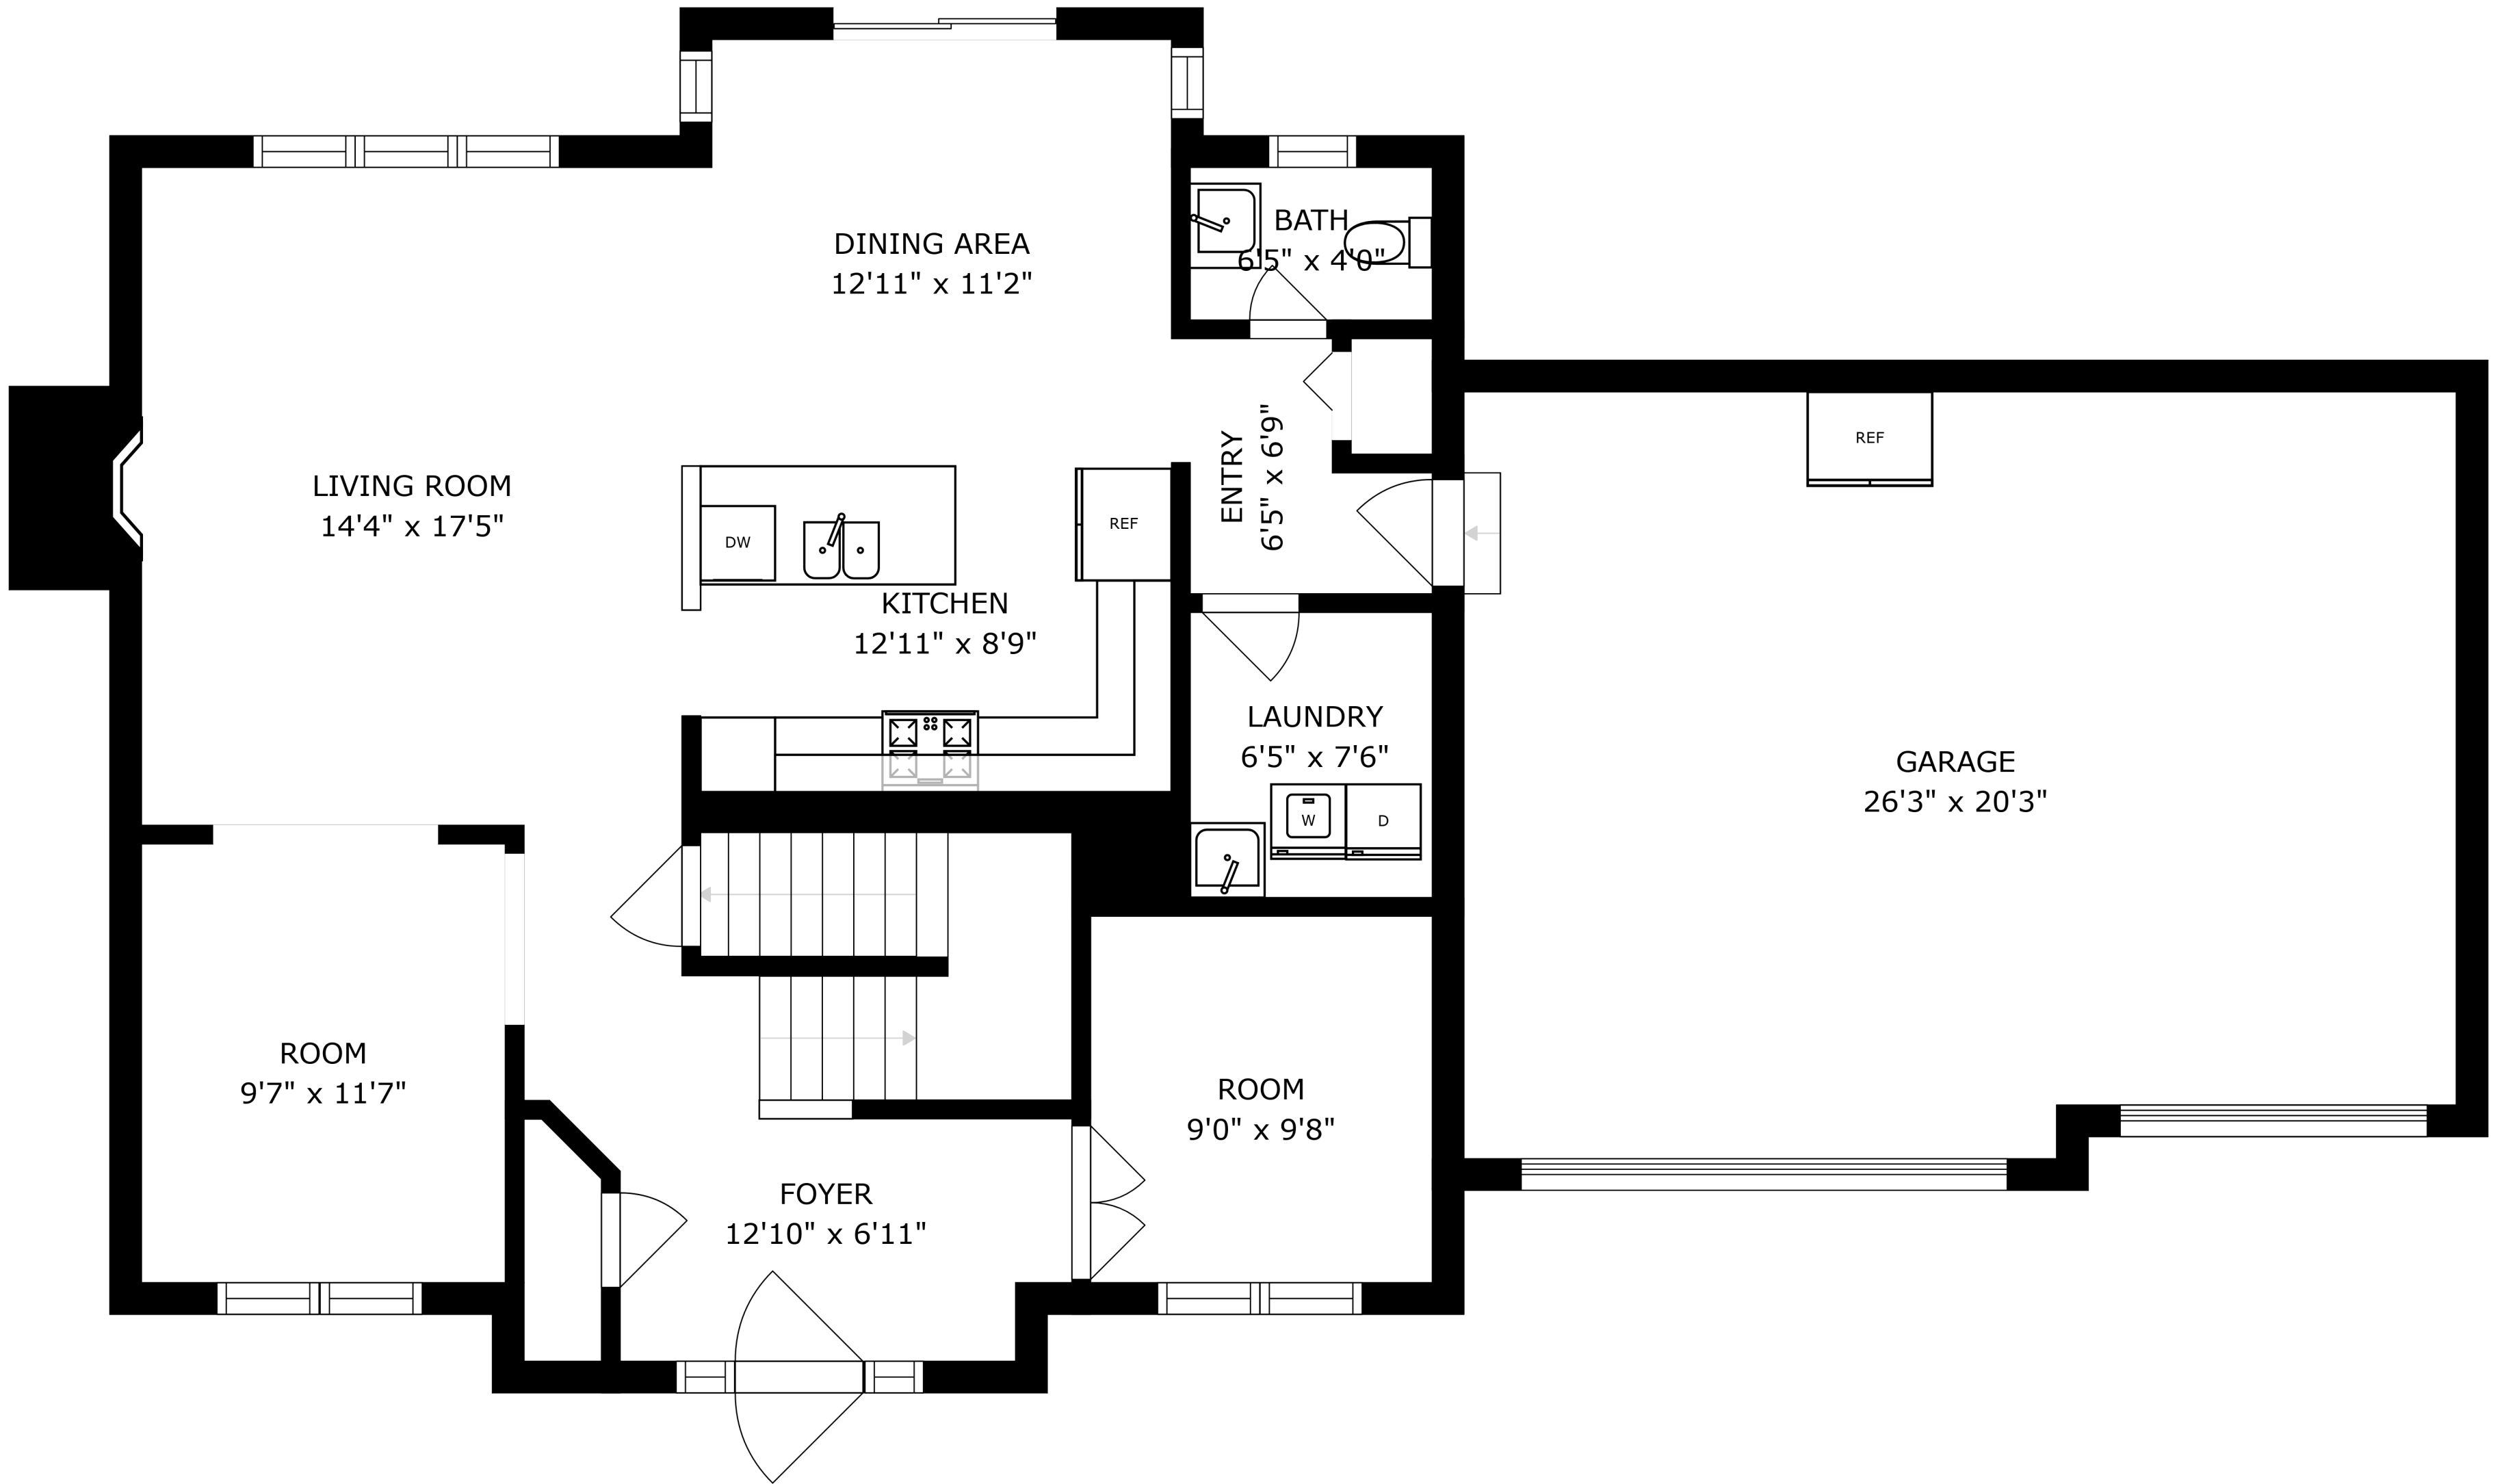 DINING AREA
12'11" x 11'2"
BATH
6'5" x 4'0"
LIVING ROOM
14'4" x 17'5"
ENTRY
6'5" x 6'9"
REF
REF
DW
KITCHEN
12'11" x 8'9"
LAUNDRY
6'5" x 7'6"
W
D
GARAGE
26'3" x 20'3"
ROOM
9'7" x 11'7"
ROOM
9'0" x 9'8"
FOYER
12'10" x 6'11"